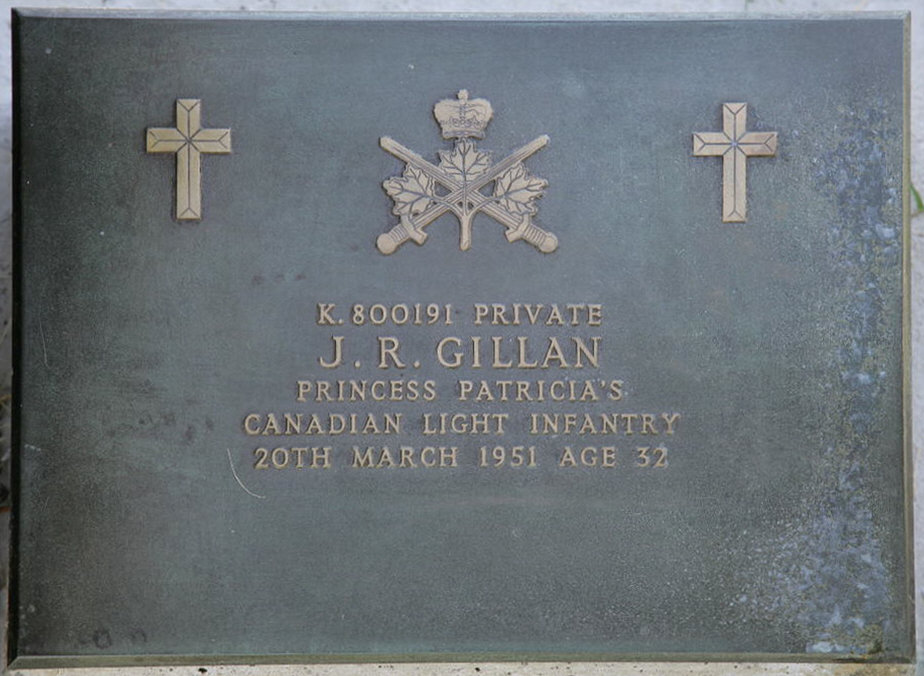 K. 800191 PRIVATE
J. R. GILLAN
PRINCESS PATRICIA'S
CANADIAN LIGHT INFANTRY
20TH MARCH 1951 AGE 32